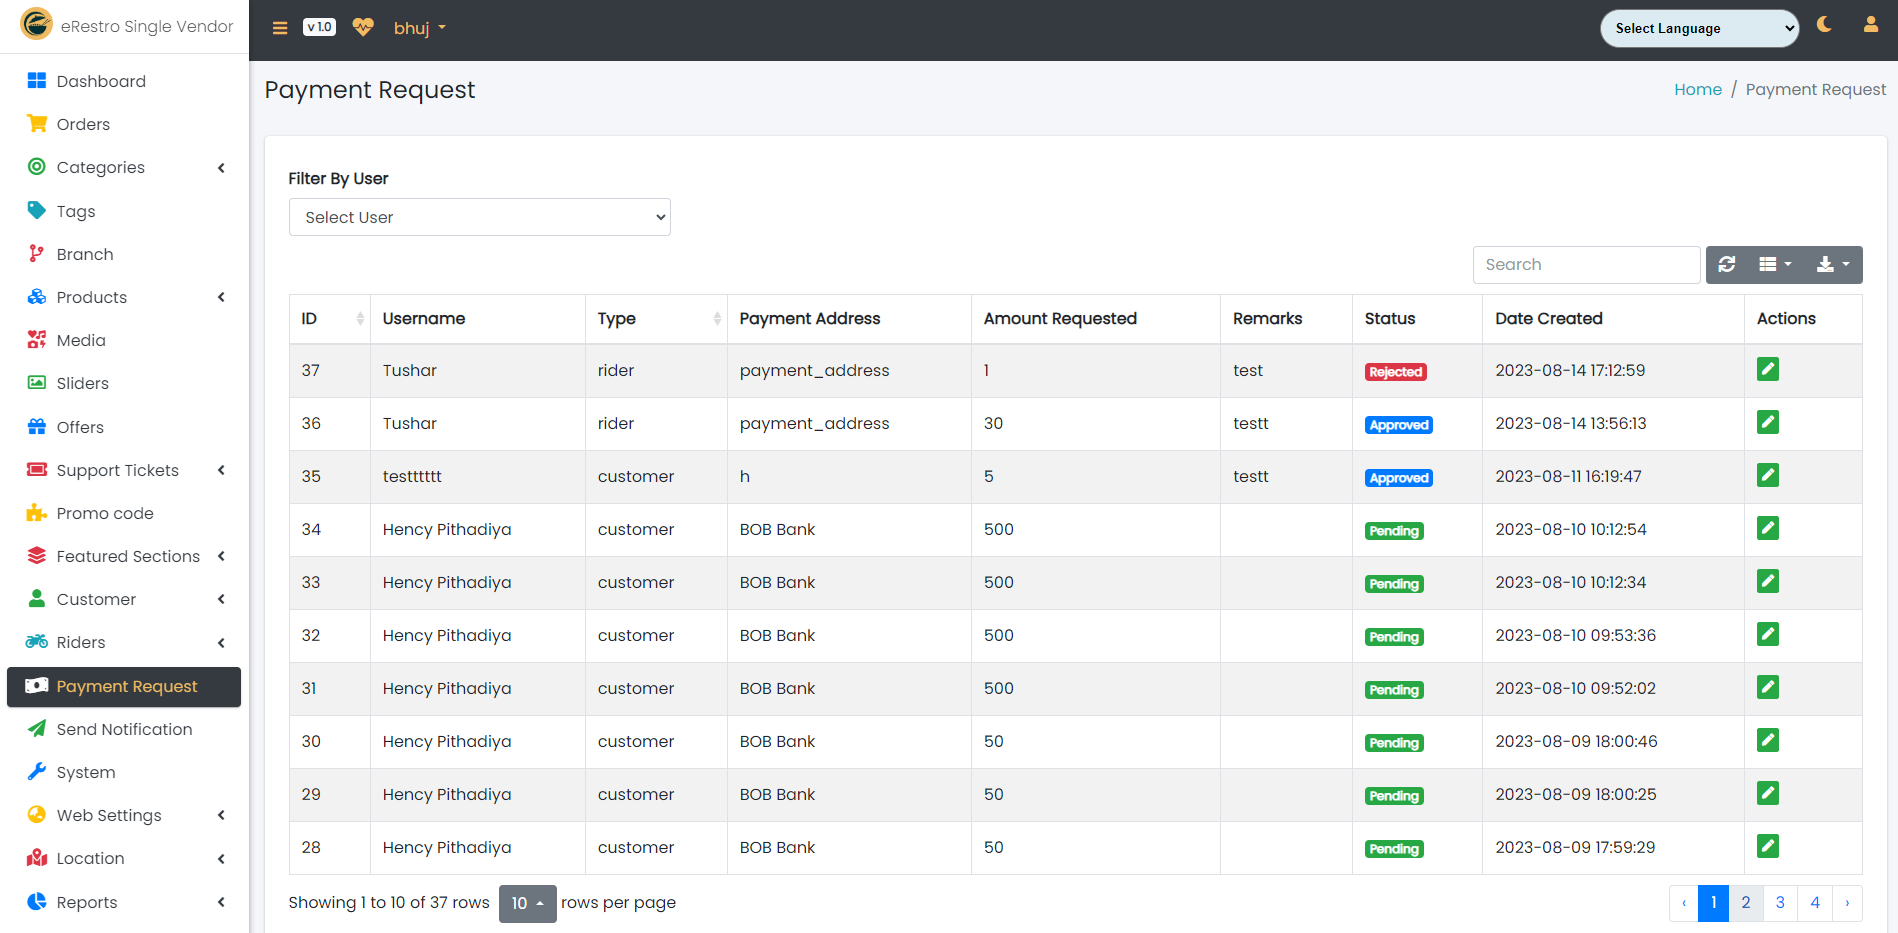 eRestro Single Vendor
v 1.0
bhuj
Select Language
Dashboard
Orders
Categories
Tags
Branch
Products
Media
Sliders
Offers
Support Tickets
Promo code
Featured Sections
Customer
Riders
Payment Request
Send Notification
System
Web Settings
Location
Reports
Payment Request
Home / Payment Request
Filter By User
Select User
Search
ID Username Type Payment Address Amount Requested Remarks Status Date Created Actions
37 Tushar rider payment_address 1 test Rejected 2023-08-14 17:12:59
36 Tushar rider payment_address 30 testt Approved 2023-08-14 13:56:13
35 testttttt customer h 5 testt Approved 2023-08-11 16:19:47
34 Hency Pithadiya customer BOB Bank 500 Pending 2023-08-10 10:12:54
33 Hency Pithadiya customer BOB Bank 500 Pending 2023-08-10 10:12:34
32 Hency Pithadiya customer BOB Bank 500 Pending 2023-08-10 09:53:36
31 Hency Pithadiya customer BOB Bank 500 Pending 2023-08-10 09:52:02
30 Hency Pithadiya customer BOB Bank 50 Pending 2023-08-09 18:00:46
29 Hency Pithadiya customer BOB Bank 50 Pending 2023-08-09 18:00:25
28 Hency Pithadiya customer BOB Bank 50 Pending 2023-08-09 17:59:29
Showing 1 to 10 of 37 rows 10 rows per page
‹ 1 2 3 4 ›